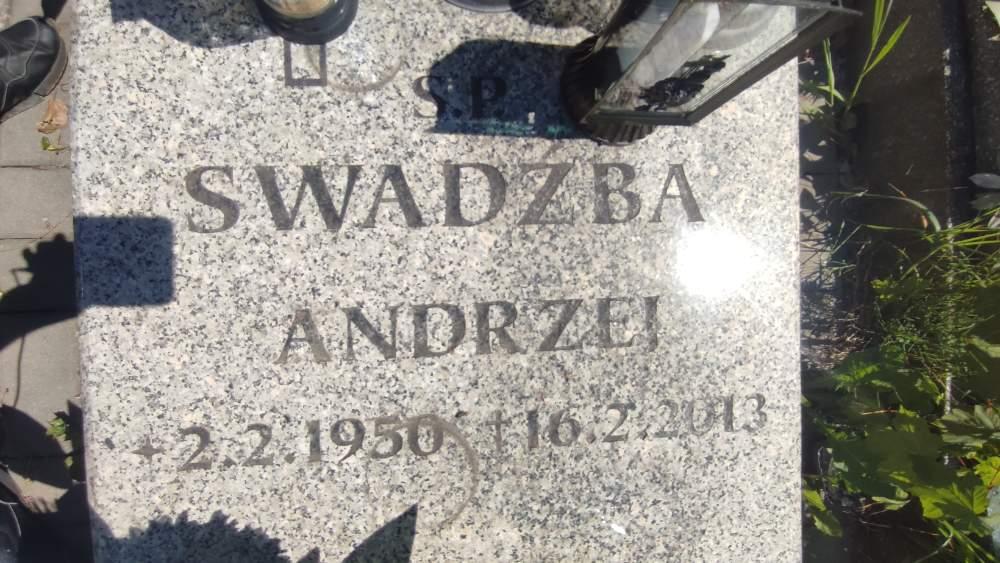 S.P.
SWADZBA
ANDRZEJ
✦2.2.1950 †16.2.2013